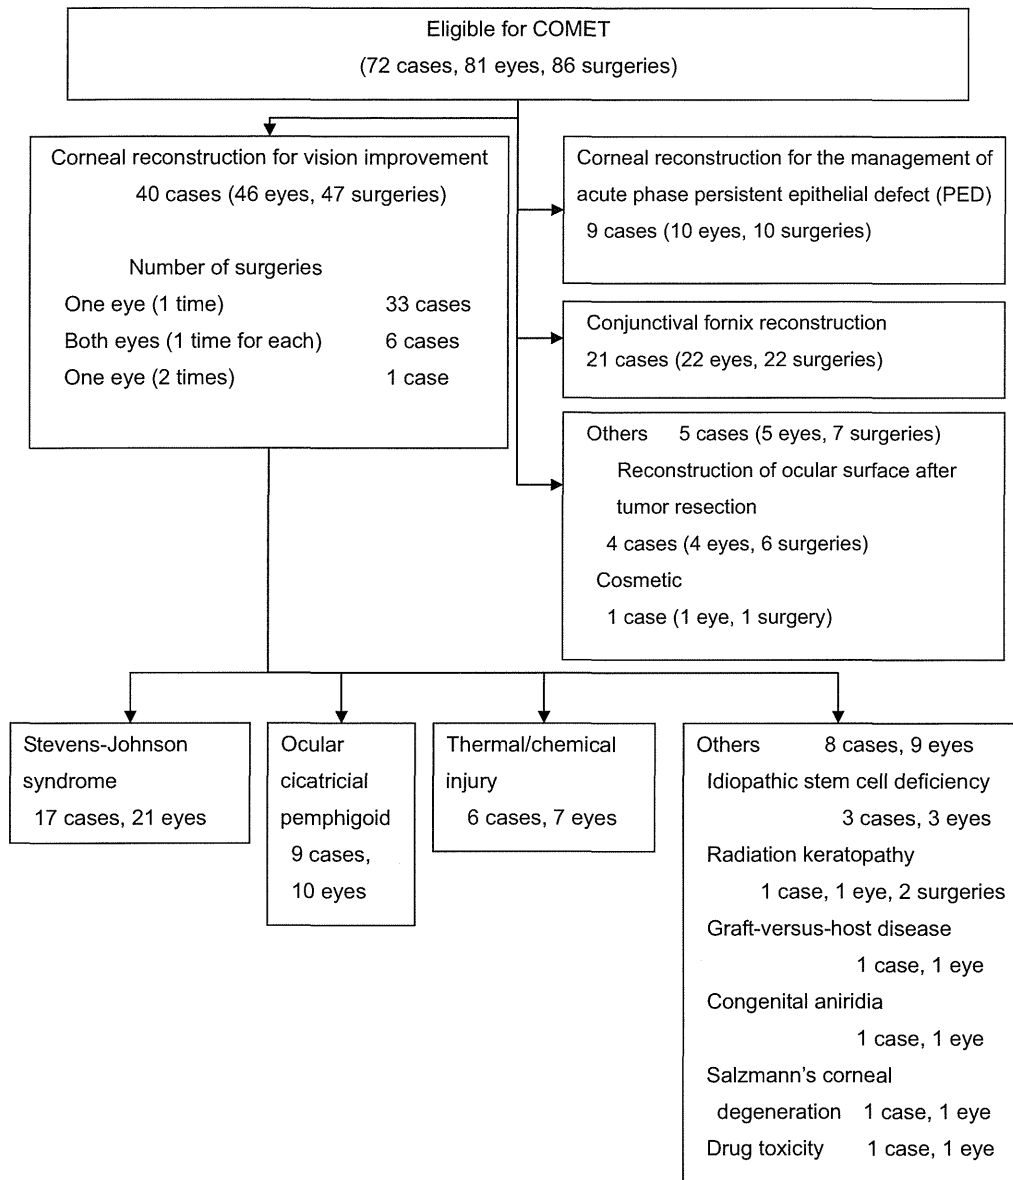 Eligible for COMET
(72 cases, 81 eyes, 86 surgeries)
Corneal reconstruction for vision improvement
40 cases (46 eyes, 47 surgeries)
Number of surgeries
One eye (1 time) 33 cases
Both eyes (1 time for each) 6 cases
One eye (2 times) 1 case
Corneal reconstruction for the management of
acute phase persistent epithelial defect (PED)
9 cases (10 eyes, 10 surgeries)
Conjunctival fornix reconstruction
21 cases (22 eyes, 22 surgeries)
Others 5 cases (5 eyes, 7 surgeries)
Reconstruction of ocular surface after
tumor resection
4 cases (4 eyes, 6 surgeries)
Cosmetic
1 case (1 eye, 1 surgery)
Stevens-Johnson
syndrome
17 cases, 21 eyes
Ocular
cicatricial
pemphigoid
9 cases,
10 eyes
Thermal/chemical
injury
6 cases, 7 eyes
Others 8 cases, 9 eyes
Idiopathic stem cell deficiency
3 cases, 3 eyes
Radiation keratopathy
1 case, 1 eye, 2 surgeries
Graft-versus-host disease
1 case, 1 eye
Congenital aniridia
1 case, 1 eye
Salzmann's corneal
degeneration 1 case, 1 eye
Drug toxicity 1 case, 1 eye